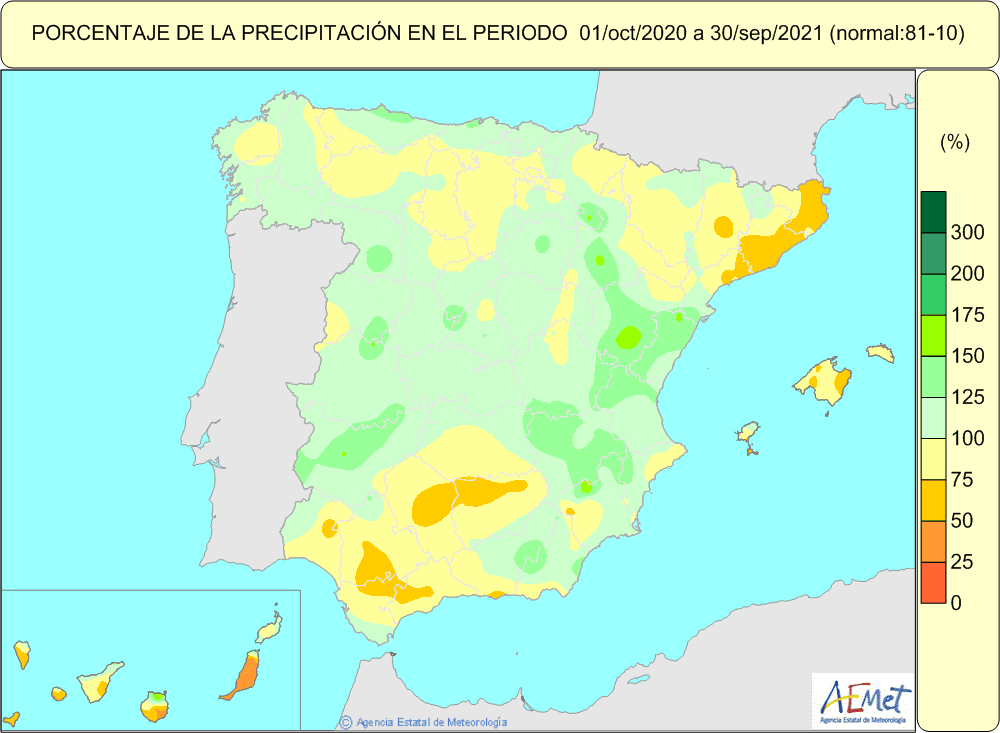 PORCENTAJE DE LA PRECIPITACIÓN EN EL PERIODO 01/oct/2020 a 30/sep/2021 (normal:81-10)
(%)
300
200
175
150
125
100
75
50
25
0
AEMet
Agencia Estatal de Meteorología
© Agencia Estatal de Meteorología